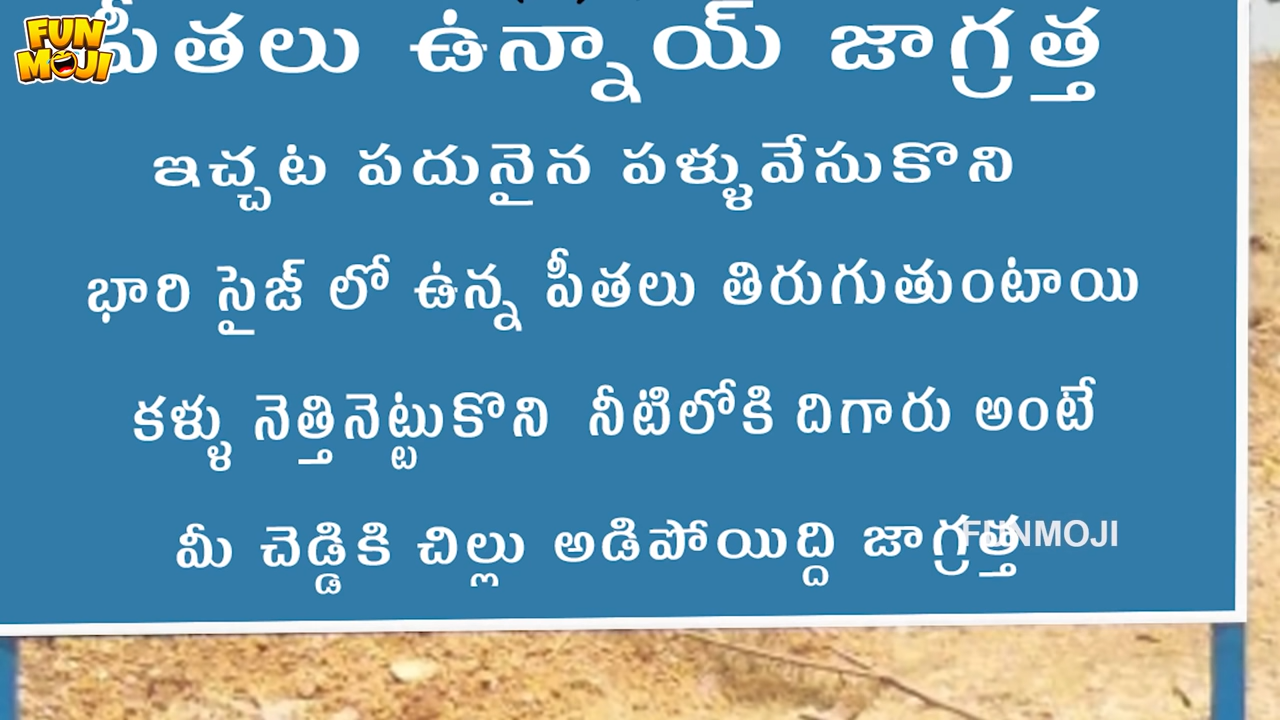 FUN MOJI
పీతలు ఉన్నాయ్ జాగ్రత్త
ఇచ్చట పదునైన పళ్ళువేసుకొని
భారి సైజ్ లో ఉన్న పీతలు తిరుగుతుంటాయి
కళ్ళు నెత్తినెట్టుకొని నీటిలోకి దిగారు అంటే
మీ చెడ్డికి చిల్లు అడిపోయిద్ది జాగ్రత్త
FUNMOJI